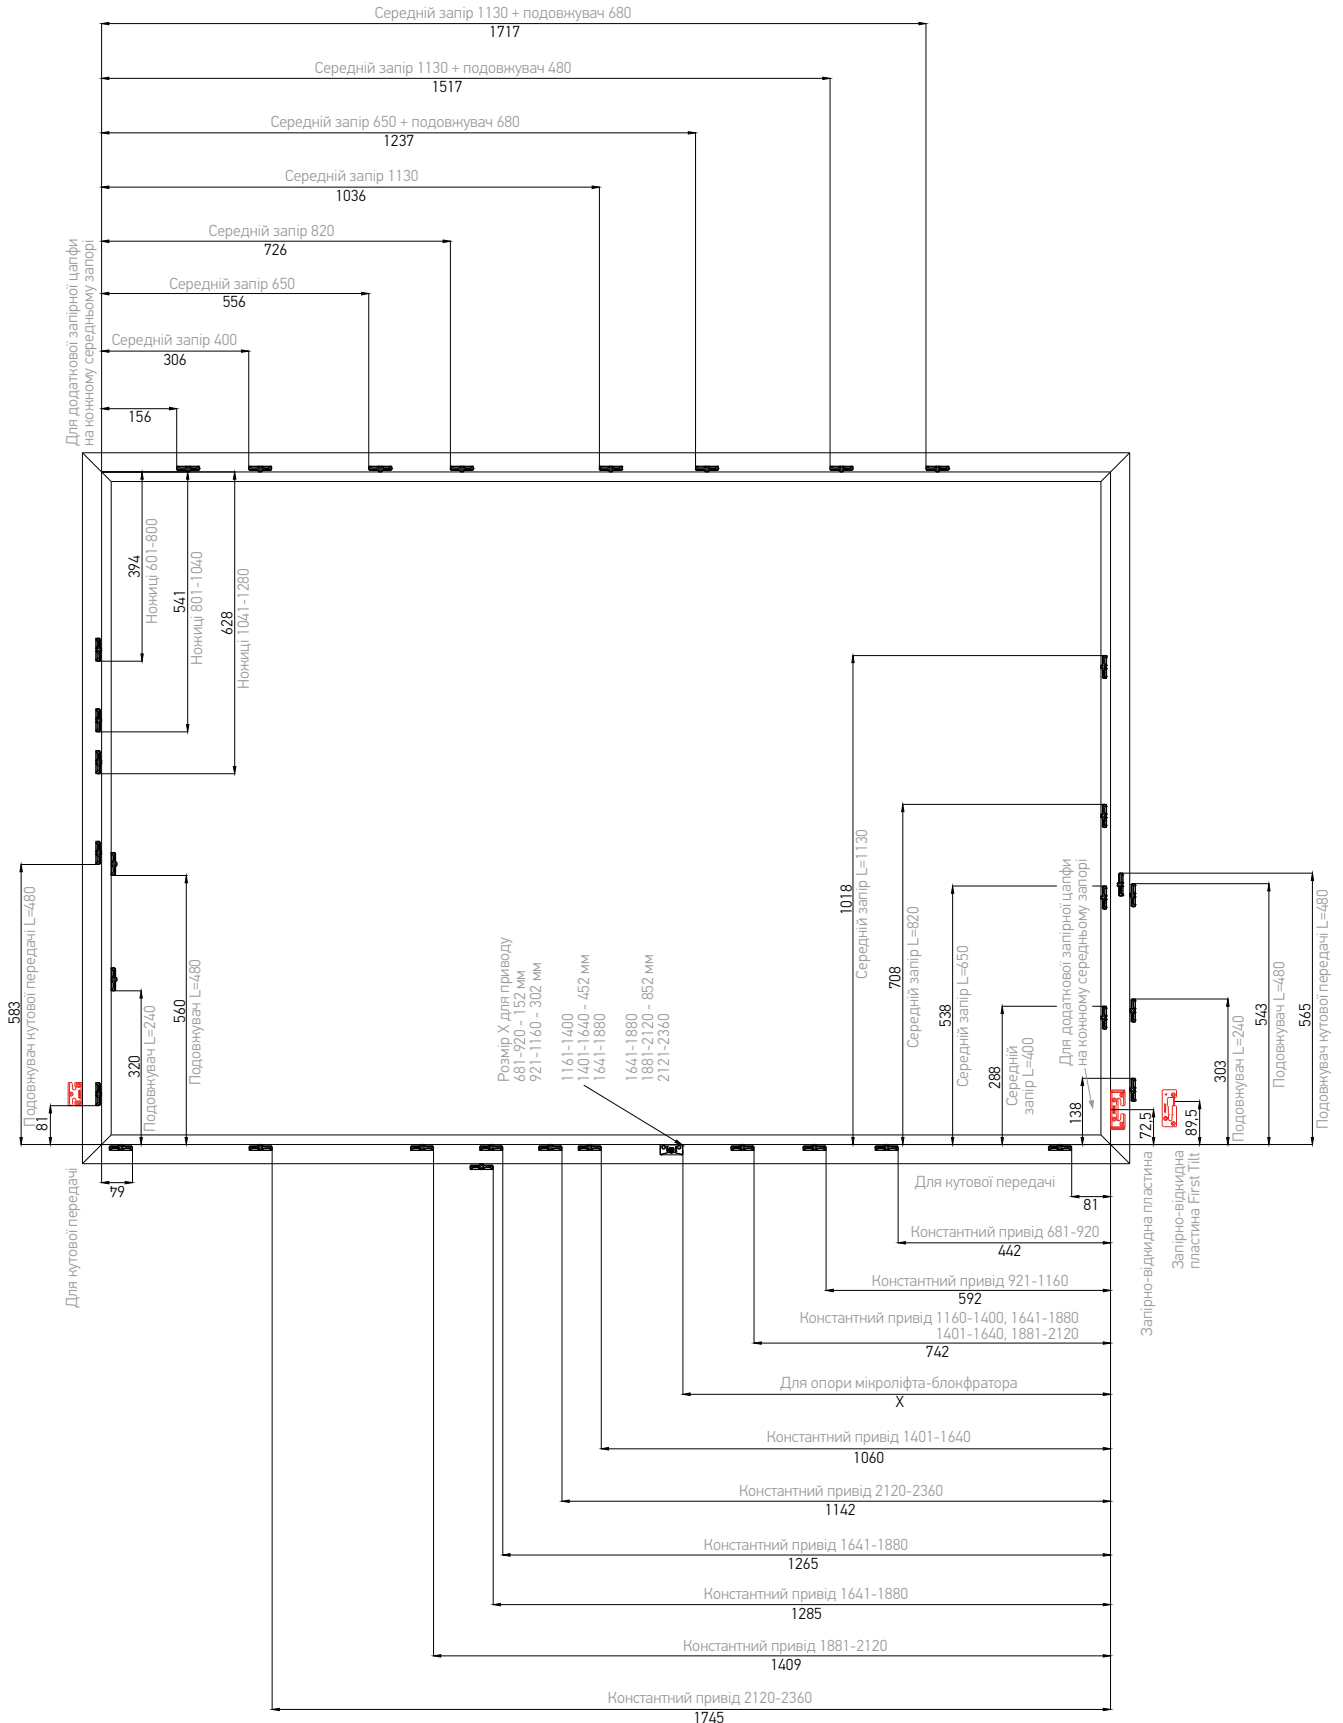 Середній запір 1130 + подовжувач 680
1717
Середній запір 1130 + подовжувач 480
1517
Середній запір 650 + подовжувач 680
1237
Середній запір 1130
1036
Середній запір 820
726
Середній запір 650
556
Середній запір 400
306
156
Для додаткової запірної цапфи
на кожному середньому запорі
394
Ножиці 601-800
541
Ножиці 801-1040
628
Ножиці 1041-1280
583
Подовжувач кутової передачі L=480
81
320
Подовжувач L=240
560
Подовжувач L=480
Розмір X для приводу
681-920 - 152 мм
921-1160 - 302 мм
1161-1400
1401-1640 - 452 мм
1641-1880
1641-1880
1881-2120 - 852 мм
2121-2360
1018
Середній запір L=1130
708
Середній запір L=820
538
Середній запір L=650
288
Середній
запір L=400
Для додаткової запірної цапфи
на кожному середньому запорі
138
72,5
Запірно-відкидна пластина
89,5
Запірно-відкидна
пластина First Tilt
303
Подовжувач L=240
543
Подовжувач L=480
565
Подовжувач кутової передачі L=480
64
Для кутової передачі
Для кутової передачі
81
Константний привід 681-920
442
Константний привід 921-1160
592
Константний привід 1160-1400, 1641-1880
1401-1640, 1881-2120
742
Для опори мікроліфта-блокфратора
X
Константний привід 1401-1640
1060
Константний привід 2120-2360
1142
Константний привід 1641-1880
1265
Константний привід 1641-1880
1285
Константний привід 1881-2120
1409
Константний привід 2120-2360
1745